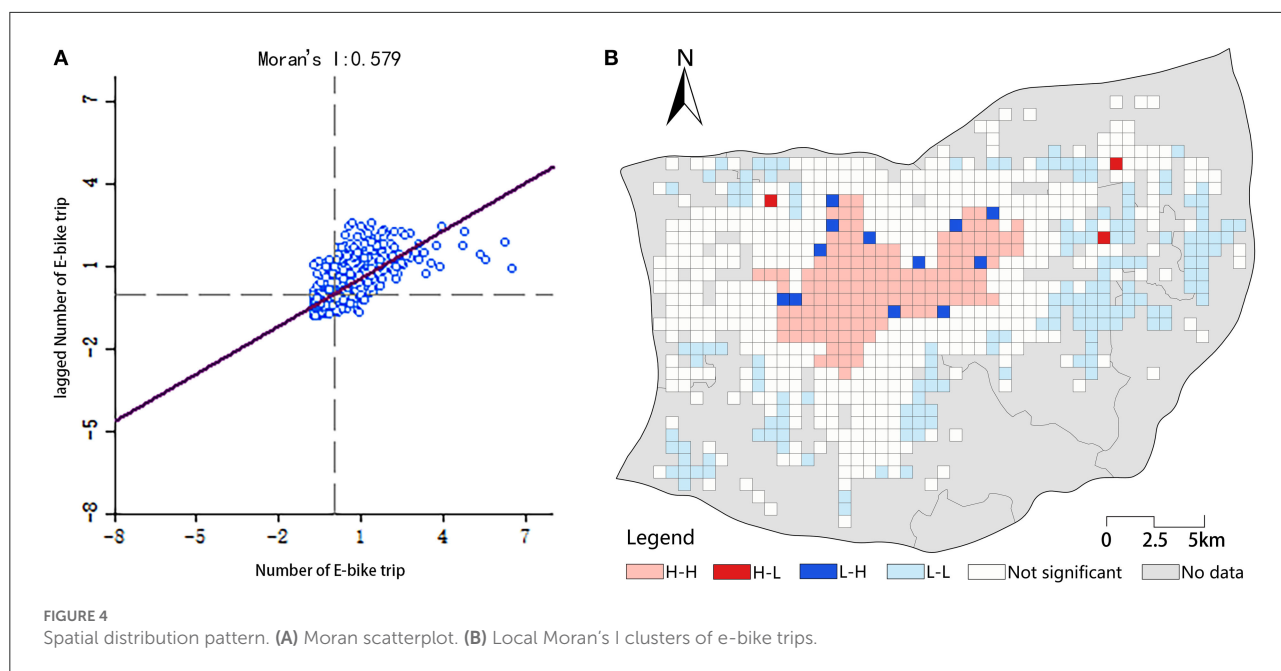 A
Moran's I:0.579
7
4
1
-2
-5
-8
lagged Number of E-bike trip
-8 -5 -2 1 4 7
Number of E-bike trip
B
N
Legend
H-H H-L L-H L-L Not significant No data
0 2.5 5km
FIGURE 4
Spatial distribution pattern. (A) Moran scatterplot. (B) Local Moran's I clusters of e-bike trips.